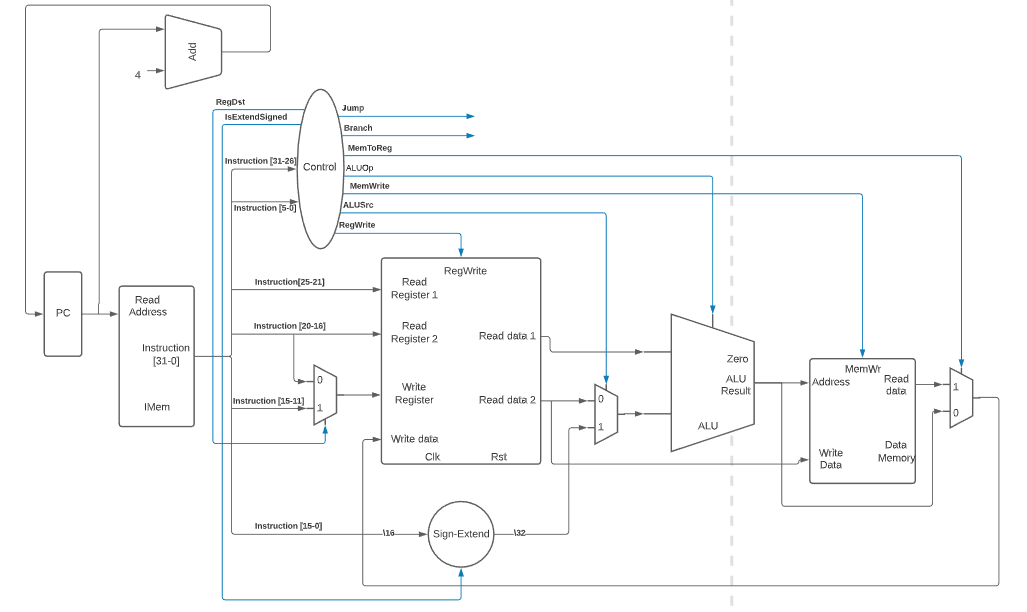 Add
4
RegDst
IsExtendSigned
Jump
Branch
MemToReg
Instruction [31-26]
Control
ALUOp
MemWrite
Instruction [5-0]
ALUSrc
RegWrite
RegWrite
Instruction[25-21]
Read
Register 1
PC
Read
Address
Instruction [20-16]
Read
Register 2
Read data 1
Instruction
[31-0]
Zero
ALU
Result
MemWr
Address
Read
data
0
1
Write
Register
Read data 2
0
1
1
0
Instruction [15-11]
IMem
ALU
Write data
Clk
Rst
Write
Data
Data
Memory
Instruction [15-0]
\16
Sign-Extend
\32